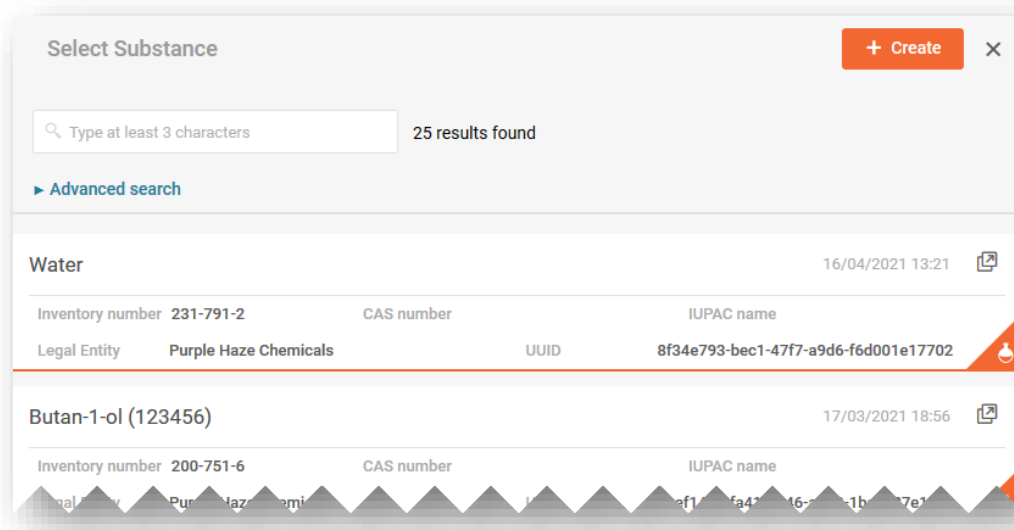 Select Substance + Create ×
Type at least 3 characters 25 results found
▸ Advanced search
Water 16/04/2021 13:21
Inventory number 231-791-2 CAS number IUPAC name
Legal Entity Purple Haze Chemicals UUID 8f34e793-bec1-47f7-a9d6-f6d001e17702
Butan-1-ol (123456) 17/03/2021 18:56
Inventory number 200-751-6 CAS number IUPAC name